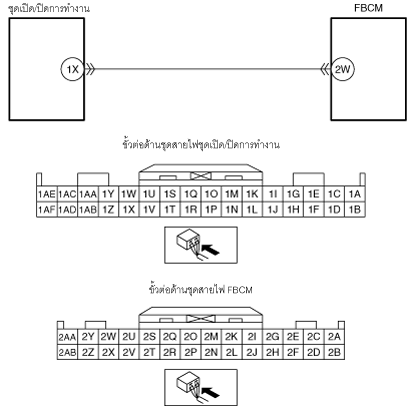 ชุดเปิด/ปิดการทำงาน FBCM
1X 2W
ขั้วต่อด้านชุดสายไฟชุดเปิด/ปิดการทำงาน
1AE 1AC 1AA 1Y 1W 1U 1S 1Q 1O 1M 1K 1I 1G 1E 1C 1A
1AF 1AD 1AB 1Z 1X 1V 1T 1R 1P 1N 1L 1J 1H 1F 1D 1B
ขั้วต่อด้านชุดสายไฟ FBCM
2AA 2Y 2W 2U 2S 2Q 2O 2M 2K 2I 2G 2E 2C 2A
2AB 2Z 2X 2V 2T 2R 2P 2N 2L 2J 2H 2F 2D 2B